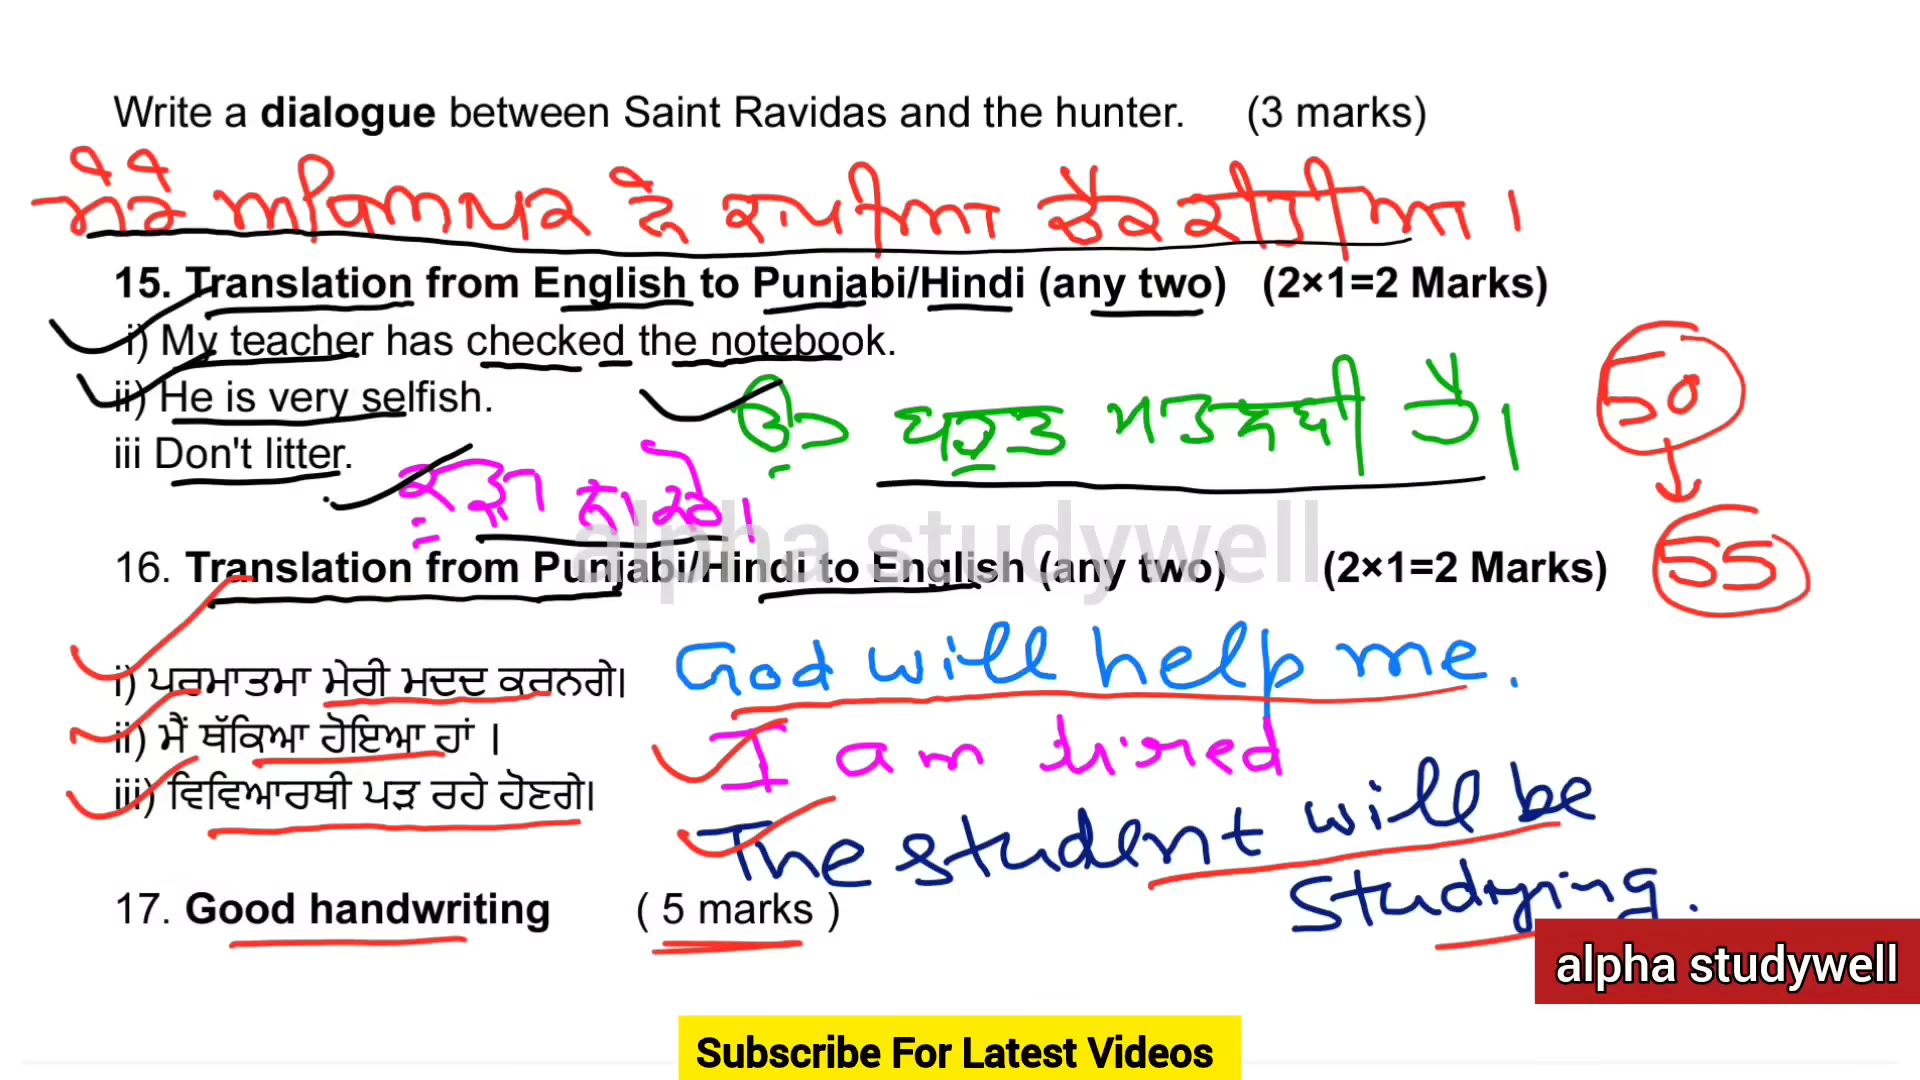 Write a dialogue between Saint Ravidas and the hunter. (3 marks)
ਮੇਰੇ ਅਧਿਆਪਕ ਨੇ ਕਾਪੀਆਂ ਚੈਕ ਕੀਤੀਆ।
15. Translation from English to Punjabi/Hindi (any two) (2×1=2 Marks)
i) My teacher has checked the notebook.
ii) He is very selfish.
ਉਹ ਬਹੁਤ ਮਤਲਬੀ ਹੈ।
50
iii Don't litter.
ਕੂੜਾ ਨਾ ਕਰੋ।
alpha studywell
16. Translation from Punjabi/Hindi to English (any two) (2×1=2 Marks)
55
i) ਪਰਮਾਤਮਾ ਮੇਰੀ ਮਦਦ ਕਰਨਗੇ। God will help me.
ii) ਮੈਂ ਥੱਕਿਆ ਹੋਇਆ ਹਾਂ । I am tired
iii) ਵਿਵਿਆਰਥੀ ਪੜ ਰਹੇ ਹੋਣਗੇ। The student will be
studying.
17. Good handwriting ( 5 marks )
alpha studywell
Subscribe For Latest Videos